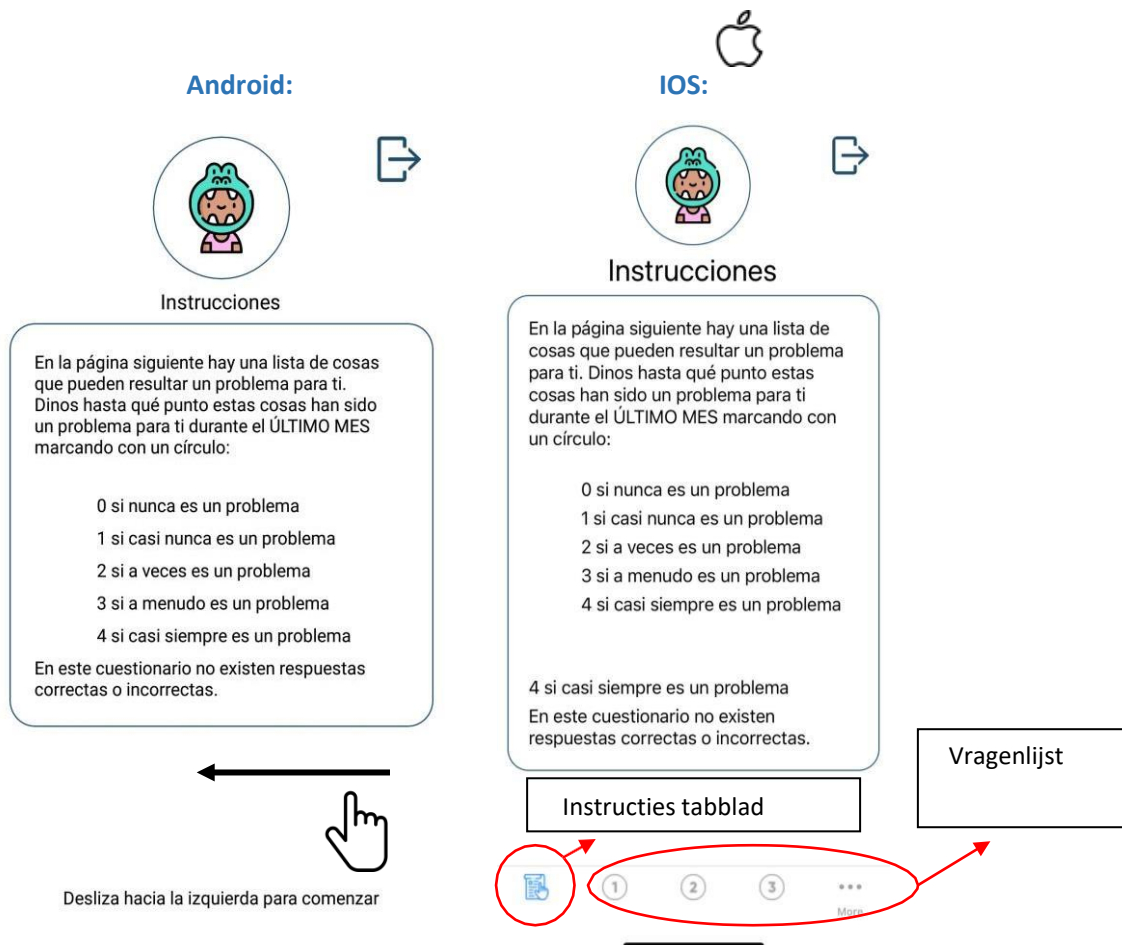 Android:
Instrucciones
En la página siguiente hay una lista de cosas
que pueden resultar un problema para ti.
Dinos hasta qué punto estas cosas han sido
un problema para ti durante el ÚLTIMO MES
marcando con un círculo:
0 si nunca es un problema
1 si casi nunca es un problema
2 si a veces es un problema
3 si a menudo es un problema
4 si casi siempre es un problema
En este cuestionario no existen respuestas
correctas o incorrectas.
Desliza hacia la izquierda para comenzar
IOS:
Instrucciones
En la página siguiente hay una lista de
cosas que pueden resultar un problema
para ti. Dinos hasta qué punto estas
cosas han sido un problema para ti
durante el ÚLTIMO MES marcando con
un círculo:
0 si nunca es un problema
1 si casi nunca es un problema
2 si a veces es un problema
3 si a menudo es un problema
4 si casi siempre es un problema
4 si casi siempre es un problema
En este cuestionario no existen
respuestas correctas o incorrectas.
Instructies tabblad
Vragenlijst
1 2 3
More